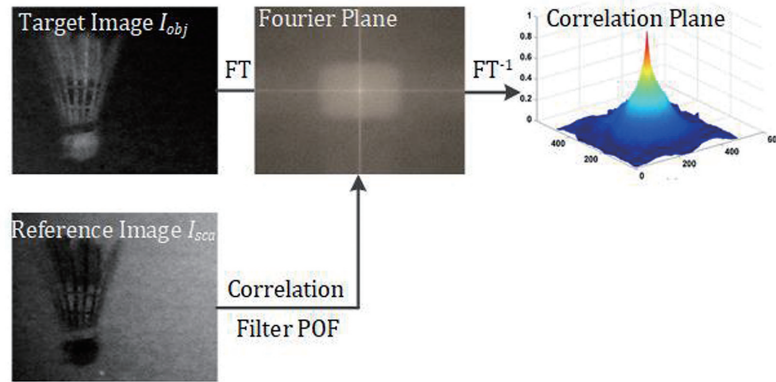 Target Image I_obj
Fourier Plane
Correlation Plane
FT
FT⁻¹
1
0.8
0.6
0.4
0.2
0
400
200
0
200
400
60
Reference Image I_sca
Correlation
Filter POF